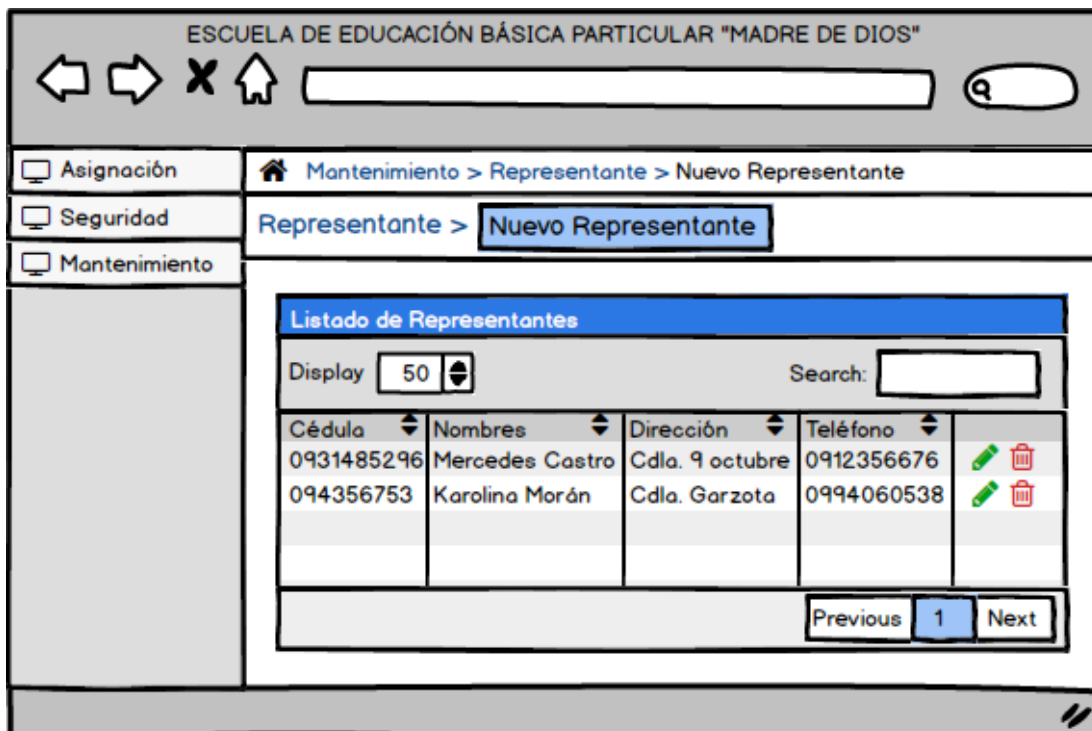 ESCUELA DE EDUCACIÓN BÁSICA PARTICULAR "MADRE DE DIOS"
Asignación
Seguridad
Mantenimiento
Mantenimiento > Representante > Nuevo Representante
Representante > Nuevo Representante
Listado de Representantes
Display 50 Search:
Cédula Nombres Dirección Teléfono
0931485296 Mercedes Castro Cdla. 9 octubre 0912356676
094356753 Karolina Morán Cdla. Garzota 0994060538
Previous 1 Next